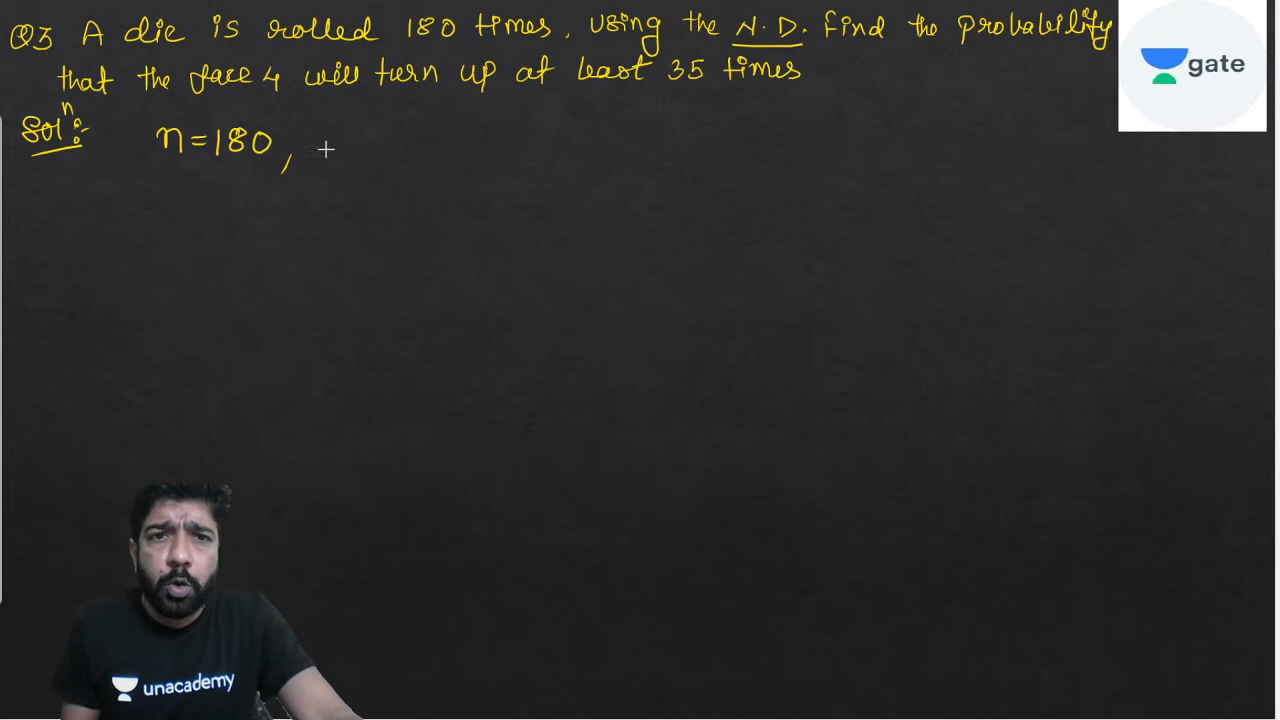 Q3 A die is rolled 180 times, using the N.D. find the probability
that the face 4 will turn up at least 35 times
Solⁿ:- n=180,
gate
unacademy